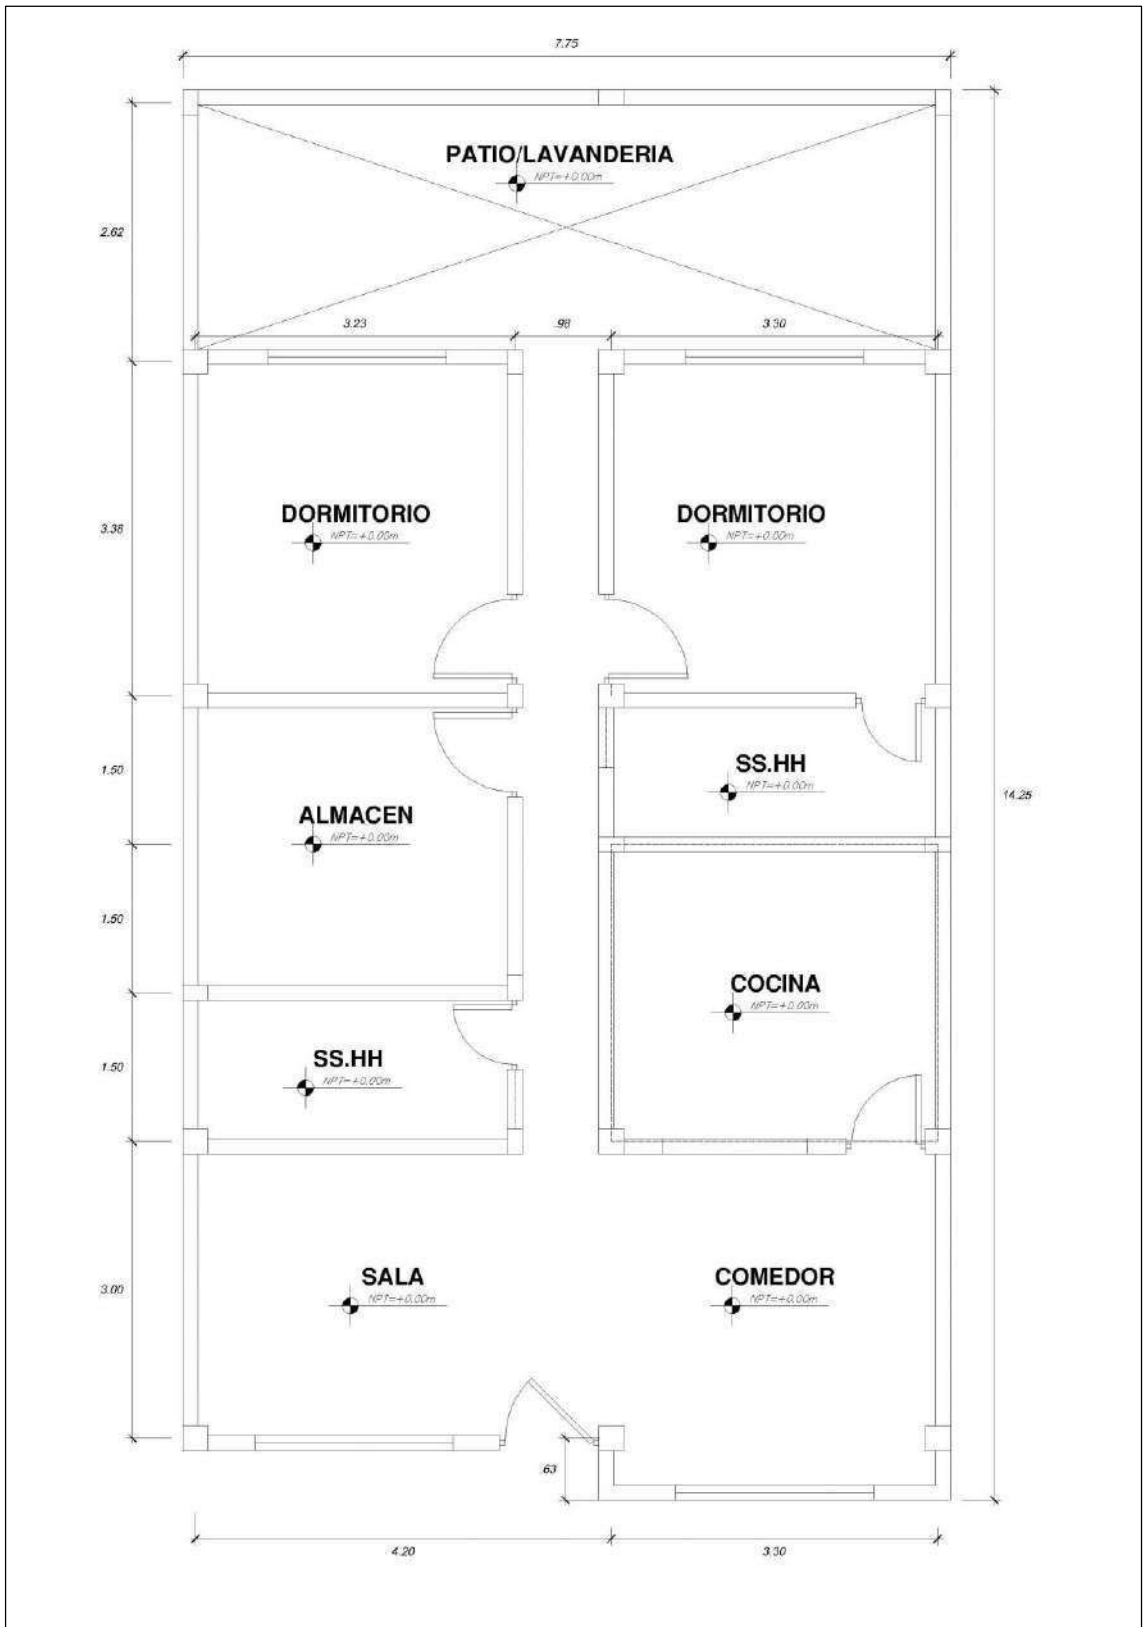 7.75
PATIO/LAVANDERIA
NPT=+0.00m
2.62
3.23
.98
3.30
DORMITORIO
NPT=+0.00m
DORMITORIO
NPT=+0.00m
3.38
1.50
SS.HH
NPT=+0.00m
14.25
ALMACEN
NPT=+0.00m
1.50
COCINA
NPT=+0.00m
SS.HH
NPT=+0.00m
1.50
SALA
NPT=+0.00m
COMEDOR
NPT=+0.00m
3.00
.63
4.20
3.30